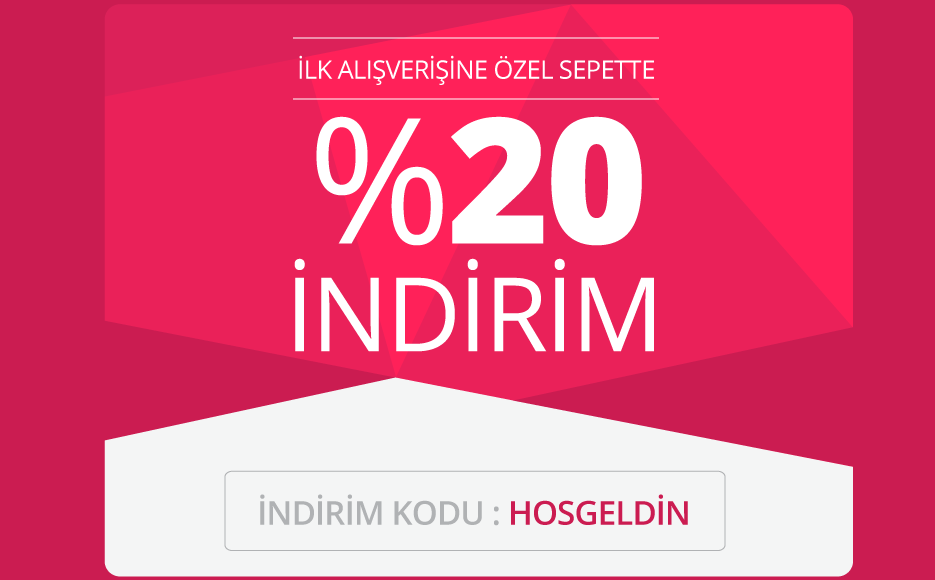 İLK ALIŞVERİŞİNE ÖZEL SEPETTE
%20
İNDİRİM
İNDİRİM KODU : HOSGELDİN